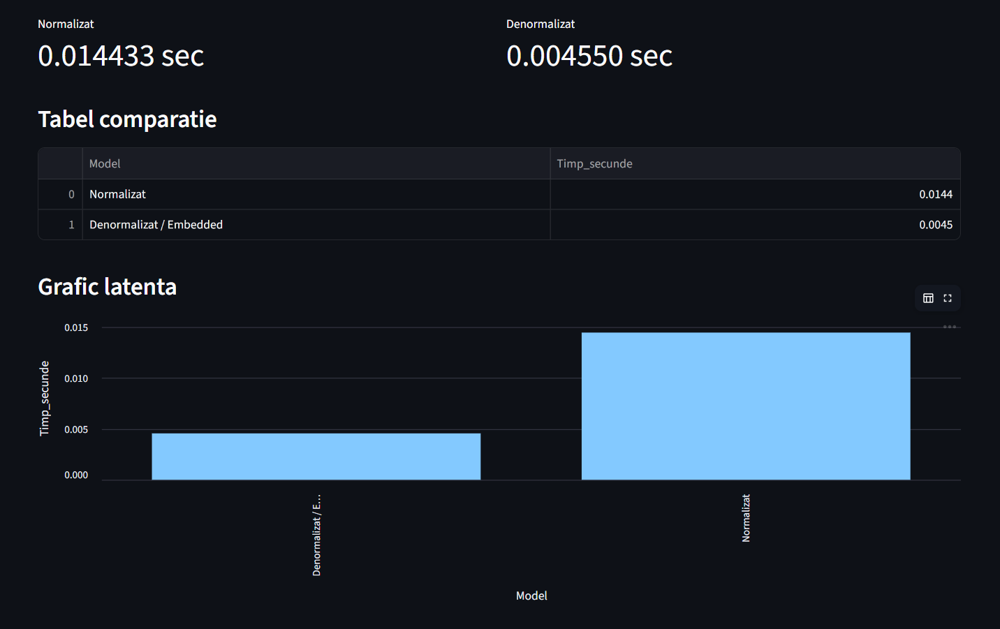 Normalizat
0.014433 sec
Denormalizat
0.004550 sec
Tabel comparatie
Model Timp_secunde
0 Normalizat 0.0144
1 Denormalizat / Embedded 0.0045
Grafic latenta
0.015
0.010
0.005
0.000
Timp_secunde
Denormalizat / E...
Normalizat
Model